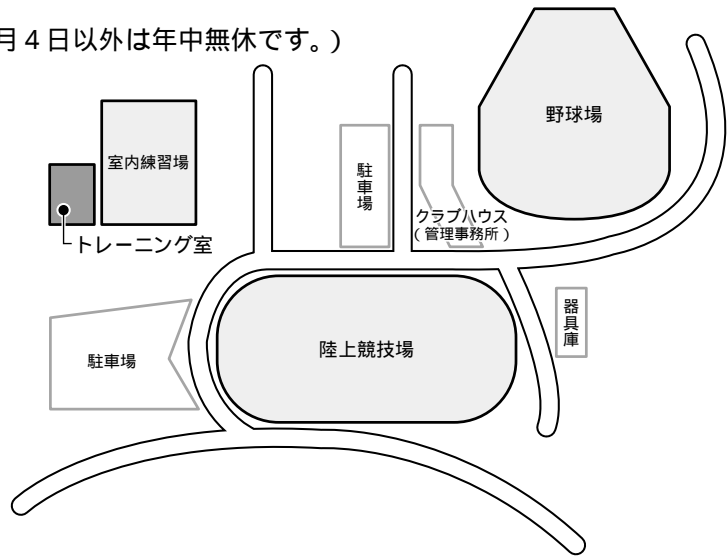 月4日以外は年中無休です。)
野球場
室内練習場
駐車場
クラブハウス
(管理事務所)
トレーニング室
器具庫
陸上競技場
駐車場